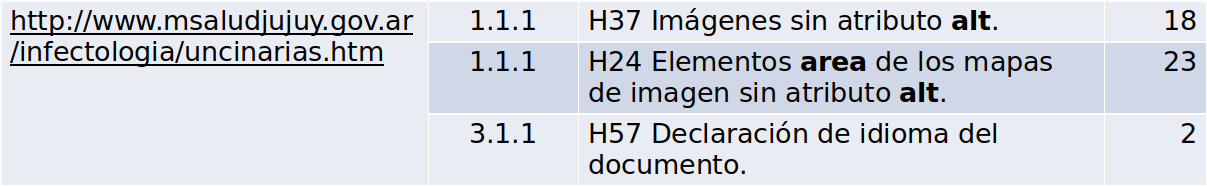 http://www.msaludjujuy.gov.ar
/infectologia/uncinarias.htm
1.1.1 H37 Imágenes sin atributo alt. 18
1.1.1 H24 Elementos area de los mapas 23
de imagen sin atributo alt.
3.1.1 H57 Declaración de idioma del 2
documento.